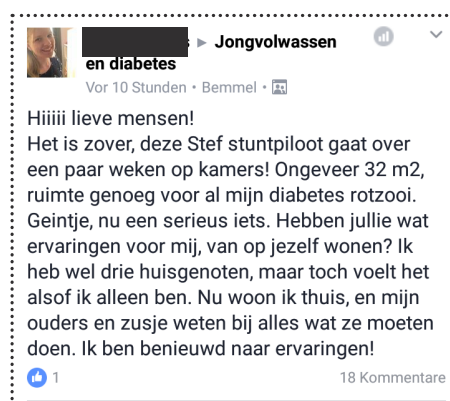 ▸ Jongvolwassen
en diabetes
Vor 10 Stunden • Bemmel •
Hiiiii lieve mensen!
Het is zover, deze Stef stuntpiloot gaat over
een paar weken op kamers! Ongeveer 32 m2,
ruimte genoeg voor al mijn diabetes rotzooi.
Geintje, nu een serieus iets. Hebben jullie wat
ervaringen voor mij, van op jezelf wonen? Ik
heb wel drie huisgenoten, maar toch voelt het
alsof ik alleen ben. Nu woon ik thuis, en mijn
ouders en zusje weten bij alles wat ze moeten
doen. Ik ben benieuwd naar ervaringen!
1
18 Kommentare